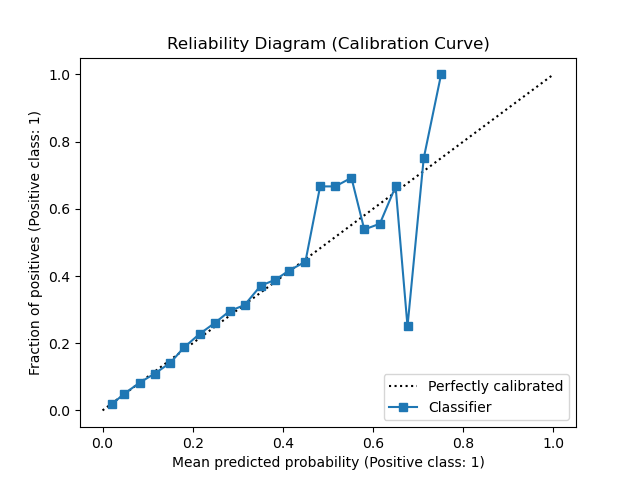 Reliability Diagram (Calibration Curve)
Fraction of positives (Positive class: 1)
1.0
0.8
0.6
0.4
0.2
0.0
0.0 0.2 0.4 0.6 0.8 1.0
Mean predicted probability (Positive class: 1)
Perfectly calibrated
Classifier